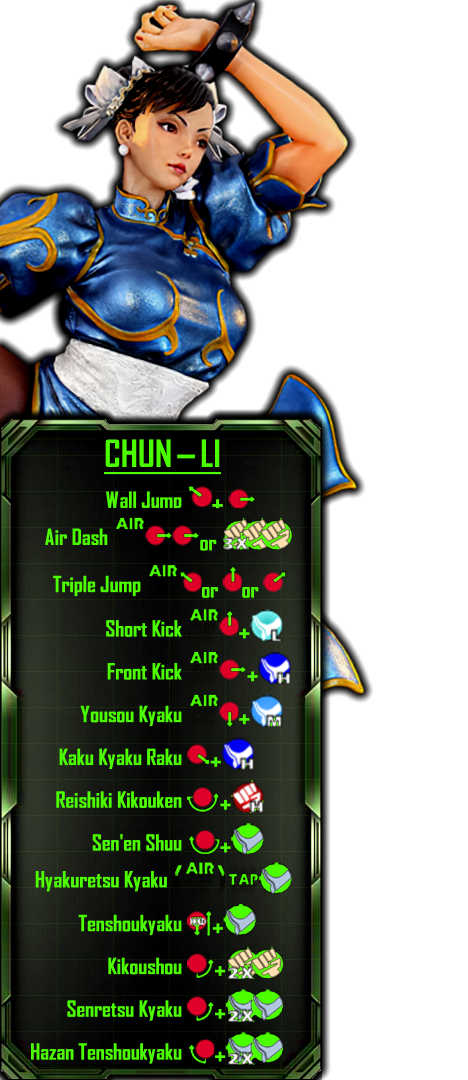 CHUN – LI
Wall Jumo + 
Air Dash AIR or 3X
Triple Jump AIR or or
Short Kick AIR + L
Front Kick AIR + H
Yousou Kyaku AIR + M
Kaku Kyaku Raku + H
Reishiki Kikouken + H
Sen'en Shuu +
Hyakuretsu Kyaku (AIR) TAP
Tenshoukyaku HOLD +
Kikoushou + 2X
Senretsu Kyaku + 2X
Hazan Tenshoukyaku + 2X